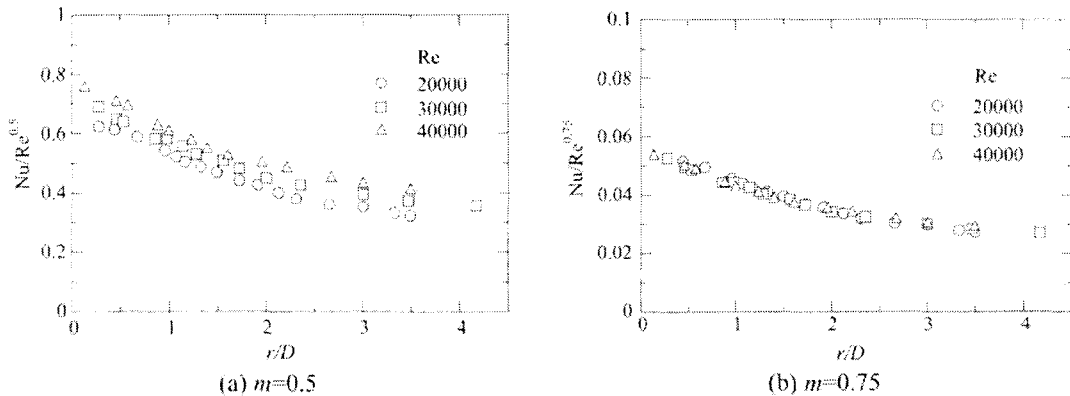 1
0.8
0.6
0.4
0.2
0
Nu/Re^0.5
Re
○ 20000
□ 30000
△ 40000
0 1 2 3 4
r/D
(a) m=0.5
0.1
0.08
0.06
0.04
0.02
0
Nu/Re^0.75
Re
○ 20000
□ 30000
△ 40000
0 1 2 3 4
r/D
(b) m=0.75